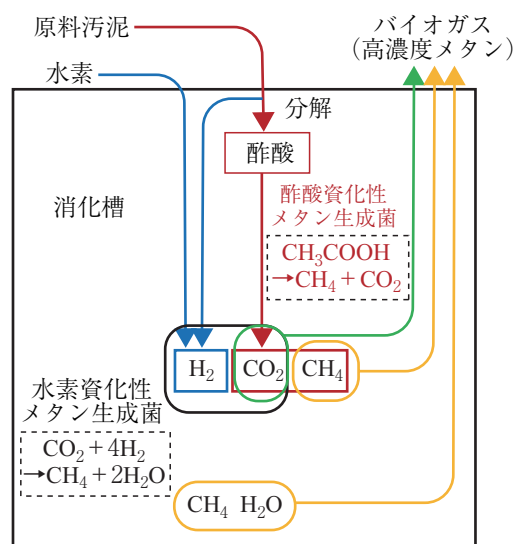 原料汚泥
バイオガス
（高濃度メタン）
水素
分解
酢酸
消化槽
酢酸資化性
メタン生成菌
CH₃COOH
→CH₄＋CO₂
H₂
CO₂
CH₄
水素資化性
メタン生成菌
CO₂＋4H₂
→CH₄＋2H₂O
CH₄ H₂O